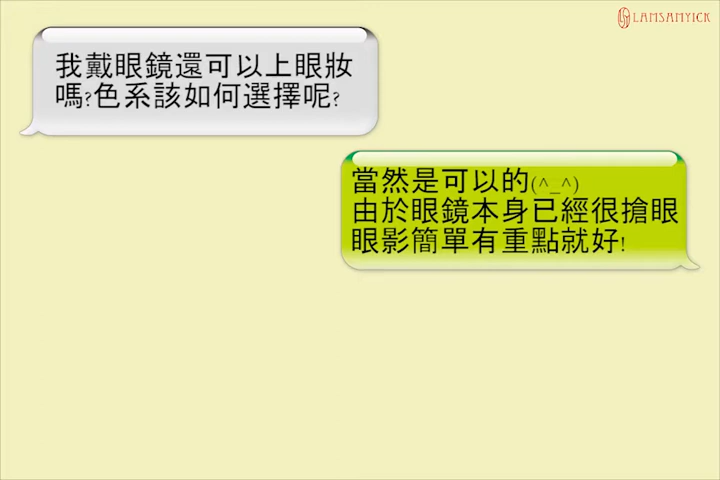 LAMSAMYICK
我戴眼鏡還可以上眼妝
嗎?色系該如何選擇呢?
當然是可以的(^_^)
由於眼鏡本身已經很搶眼
眼影簡單有重點就好!